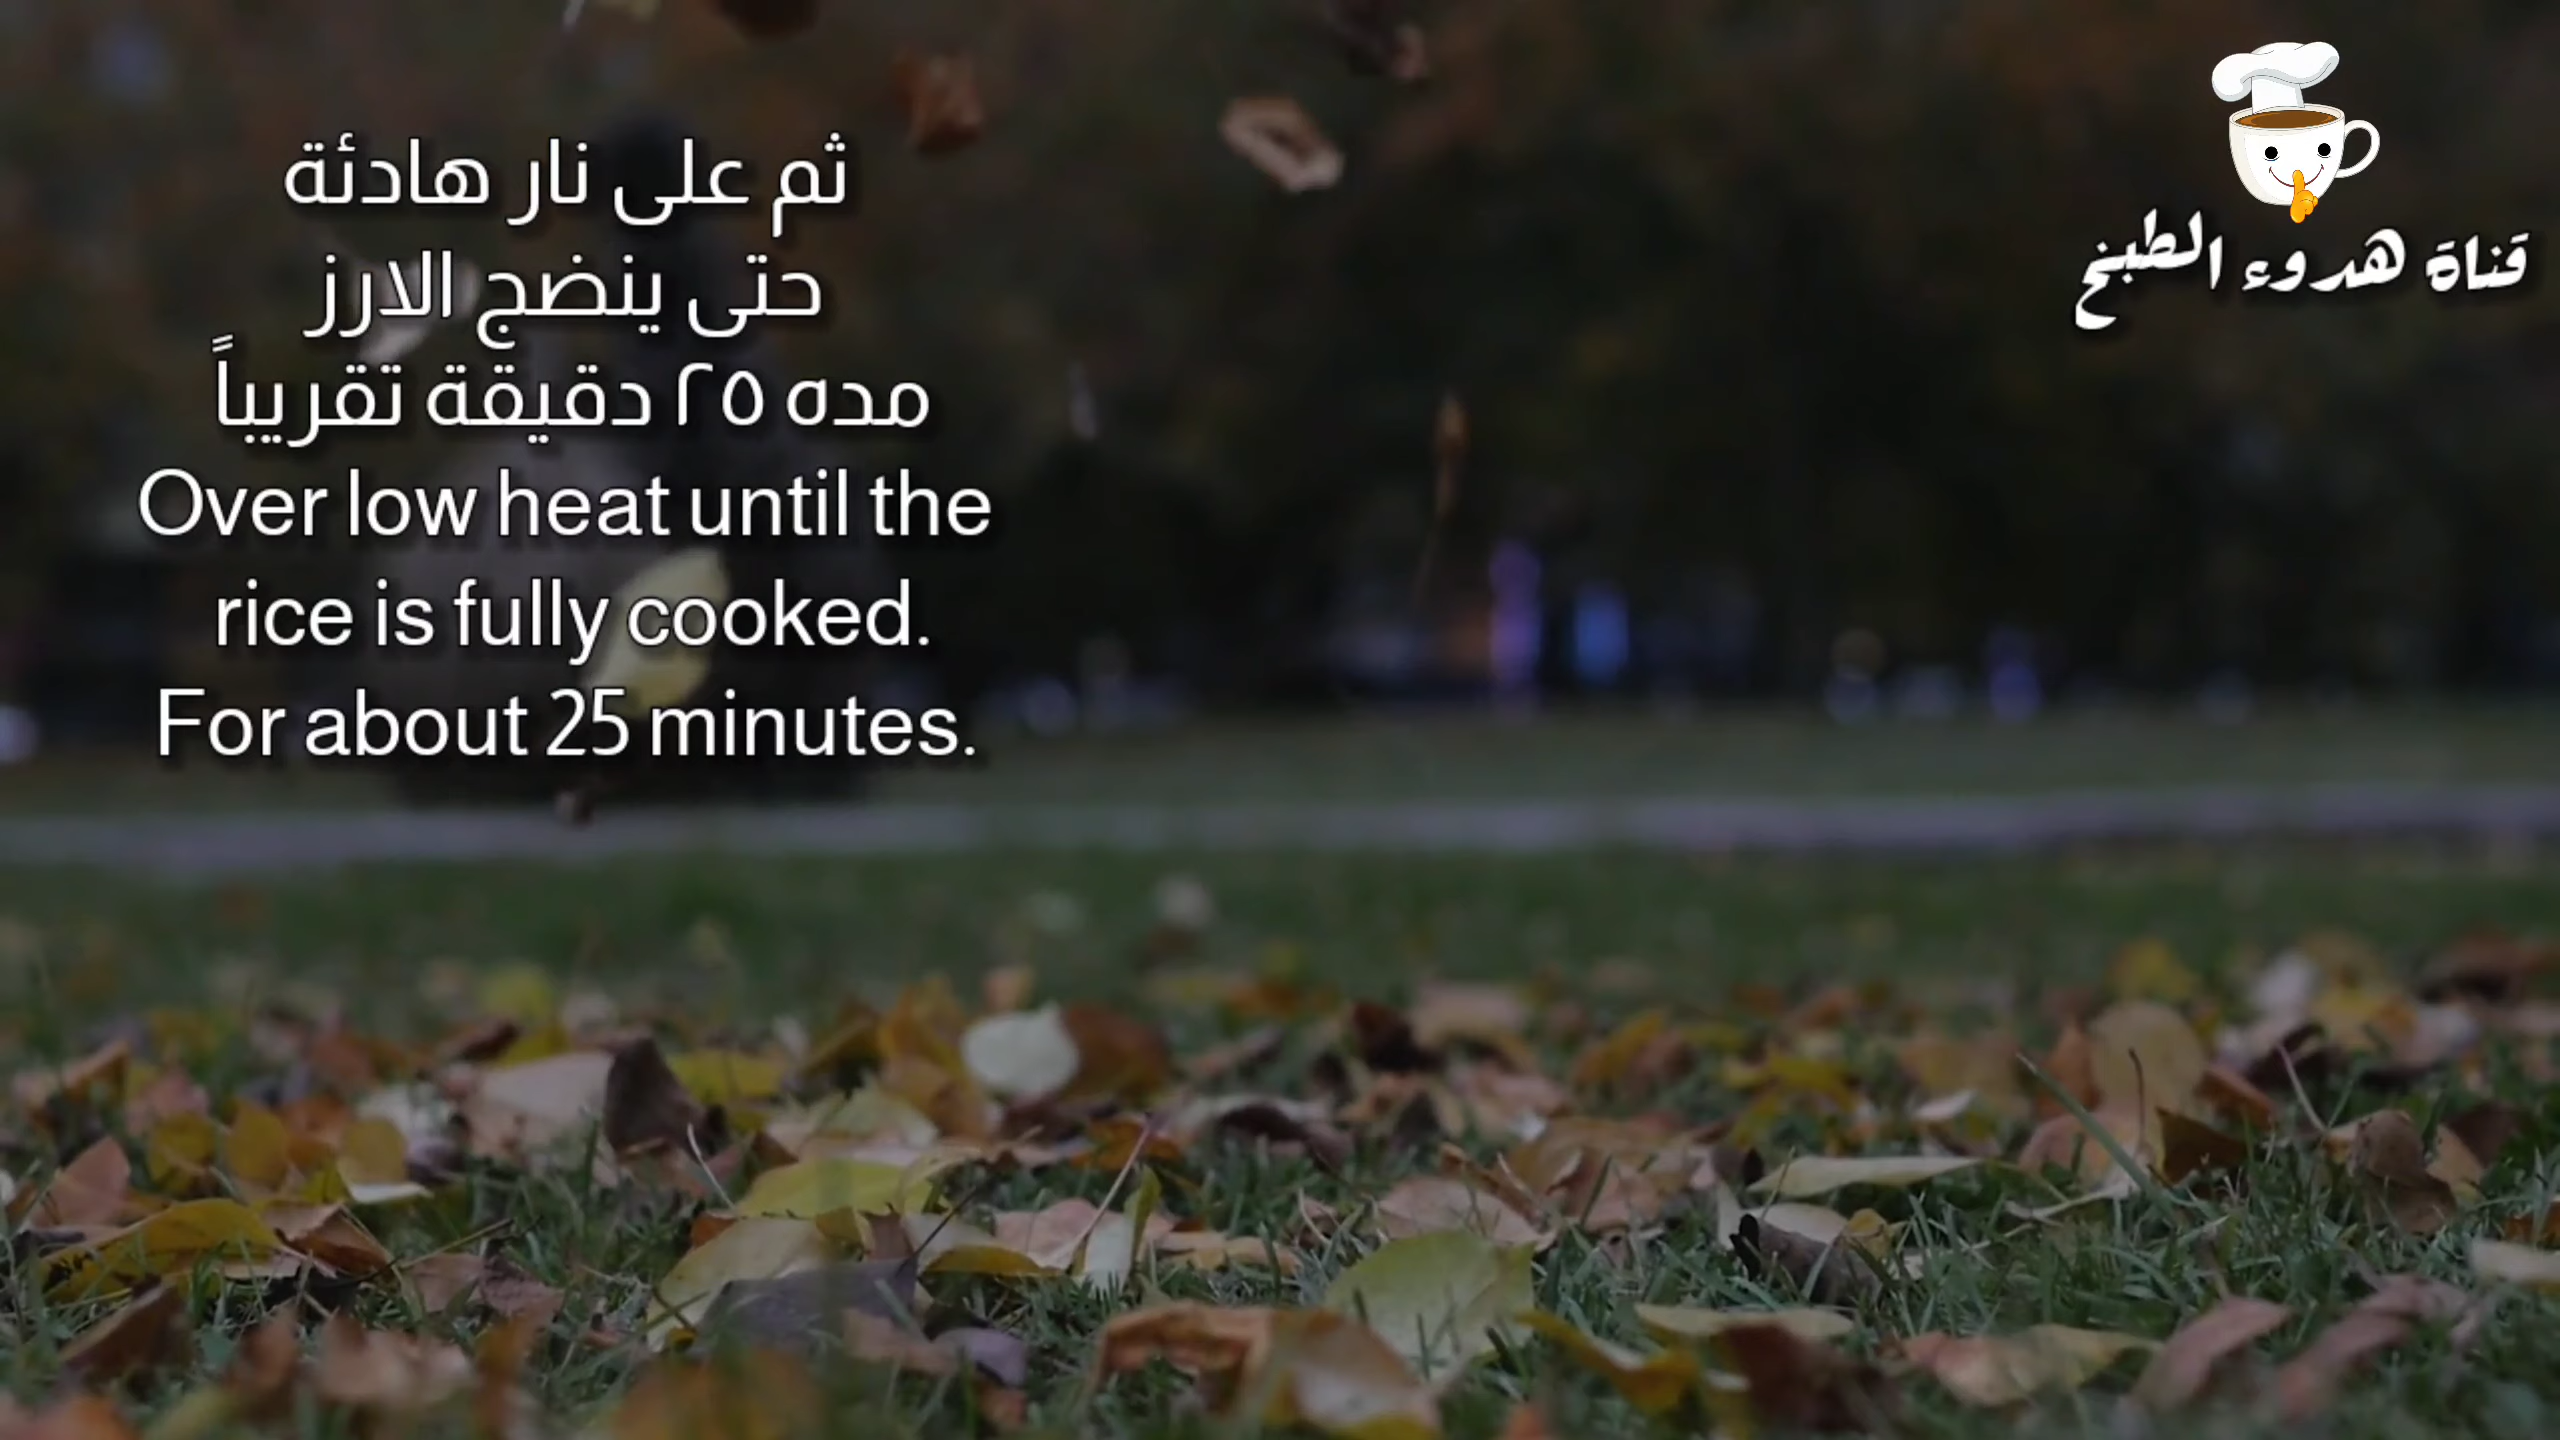 ثم على نار هادئة
حتى ينضج الارز
مده ٢٥ دقيقة تقريباً
Over low heat until the
rice is fully cooked.
For about 25 minutes.
قناة هدوء الطبخ